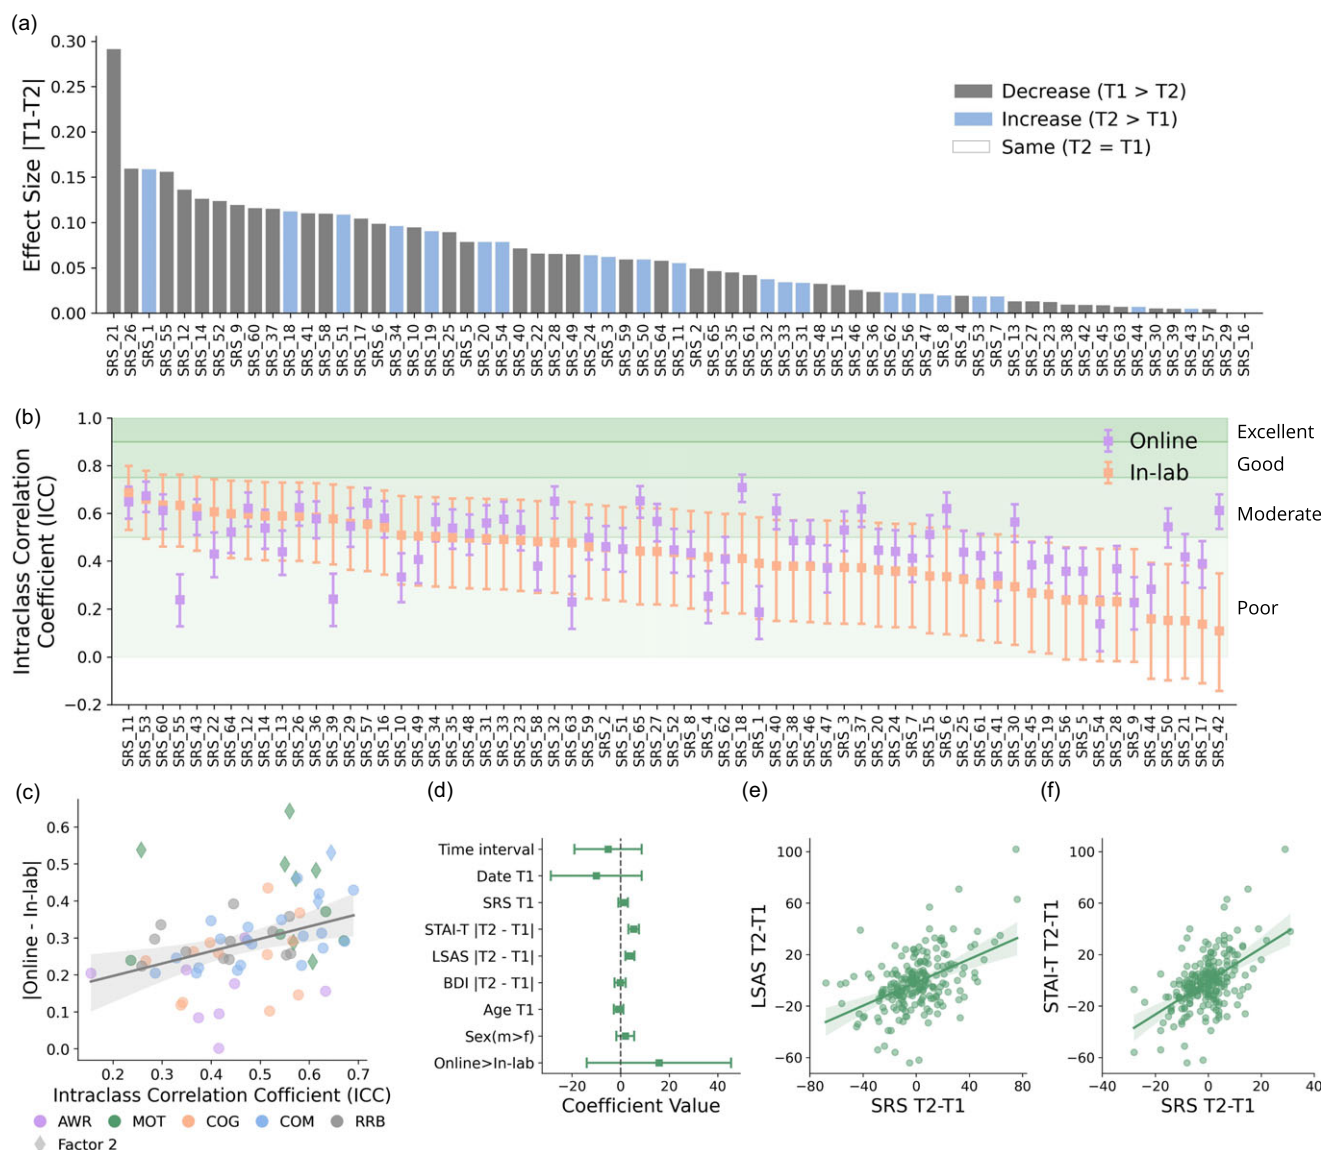 (a)
Effect Size |T1-T2|
0.30
0.25
0.20
0.15
0.10
0.05
0.00
Decrease (T1 > T2)
Increase (T2 > T1)
Same (T2 = T1)
SRS_21
SRS_26
SRS_1
SRS_55
SRS_12
SRS_14
SRS_52
SRS_9
SRS_60
SRS_37
SRS_18
SRS_41
SRS_58
SRS_51
SRS_17
SRS_6
SRS_34
SRS_10
SRS_19
SRS_25
SRS_5
SRS_20
SRS_54
SRS_40
SRS_22
SRS_28
SRS_49
SRS_24
SRS_3
SRS_59
SRS_50
SRS_64
SRS_11
SRS_2
SRS_65
SRS_35
SRS_61
SRS_32
SRS_33
SRS_31
SRS_48
SRS_15
SRS_46
SRS_36
SRS_62
SRS_56
SRS_47
SRS_8
SRS_4
SRS_53
SRS_7
SRS_13
SRS_27
SRS_23
SRS_38
SRS_42
SRS_45
SRS_63
SRS_44
SRS_30
SRS_39
SRS_43
SRS_57
SRS_29
SRS_16
(b)
Intraclass Correlation
Coefficient (ICC)
1.0
0.8
0.6
0.4
0.2
0.0
−0.2
Online
In-lab
Excellent
Good
Moderate
Poor
SRS_11
SRS_53
SRS_60
SRS_55
SRS_43
SRS_22
SRS_64
SRS_12
SRS_14
SRS_13
SRS_26
SRS_36
SRS_39
SRS_29
SRS_57
SRS_16
SRS_10
SRS_49
SRS_34
SRS_35
SRS_48
SRS_31
SRS_33
SRS_23
SRS_58
SRS_32
SRS_63
SRS_59
SRS_2
SRS_51
SRS_65
SRS_27
SRS_52
SRS_8
SRS_4
SRS_62
SRS_18
SRS_1
SRS_40
SRS_38
SRS_46
SRS_47
SRS_3
SRS_37
SRS_20
SRS_24
SRS_7
SRS_15
SRS_6
SRS_25
SRS_61
SRS_41
SRS_30
SRS_45
SRS_19
SRS_56
SRS_5
SRS_54
SRS_28
SRS_9
SRS_44
SRS_50
SRS_21
SRS_17
SRS_42
(c)
|Online - In-lab|
0.6
0.5
0.4
0.3
0.2
0.1
0.0
0.2
0.3
0.4
0.5
0.6
0.7
Intraclass Correlation Cofficient (ICC)
AWR
MOT
COG
COM
RRB
Factor 2
(d)
Time interval
Date T1
SRS T1
STAI-T |T2 - T1|
LSAS |T2 - T1|
BDI |T2 - T1|
Age T1
Sex(m>f)
Online>In-lab
−20
0
20
40
Coefficient Value
(e)
LSAS T2-T1
100
60
20
−20
−60
−80
−40
0
40
80
SRS T2-T1
(f)
STAI-T T2-T1
100
60
20
−20
−60
−40
−20
0
20
40
SRS T2-T1